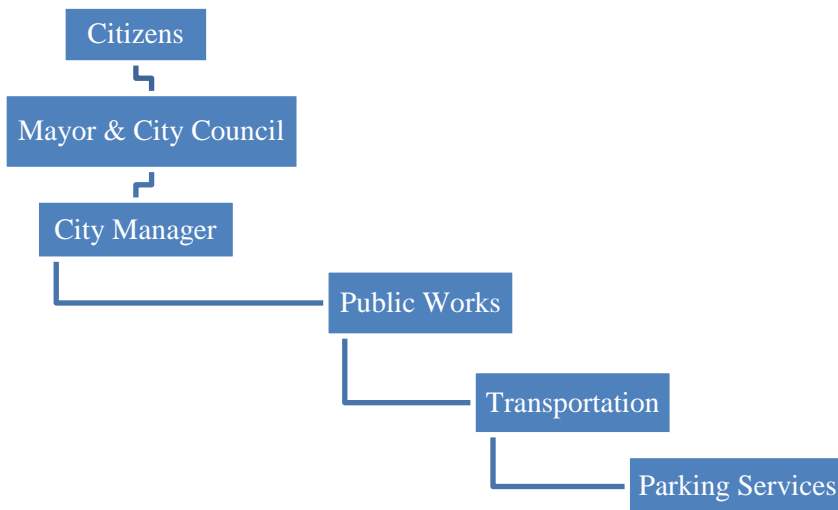 Citizens
Mayor & City Council
City Manager
Public Works
Transportation
Parking Services